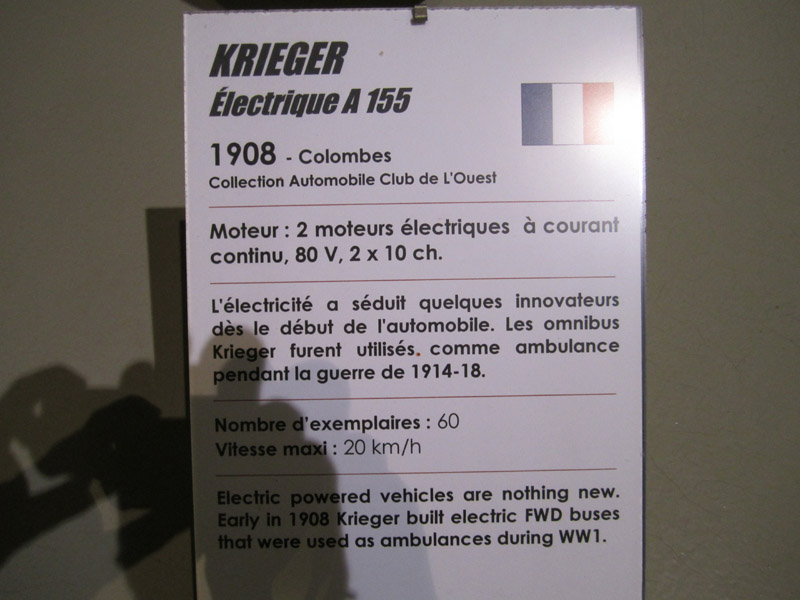 KRIEGER
Électrique A 155
1908 - Colombes
Collection Automobile Club de L'Ouest
Moteur : 2 moteurs électriques à courant
continu, 80 V, 2 x 10 ch.
L'électricité a séduit quelques innovateurs
dès le début de l'automobile. Les omnibus
Krieger furent utilisés. comme ambulance
pendant la guerre de 1914-18.
Nombre d'exemplaires : 60
Vitesse maxi : 20 km/h
Electric powered vehicles are nothing new.
Early in 1908 Krieger built electric FWD buses
that were used as ambulances during WW1.